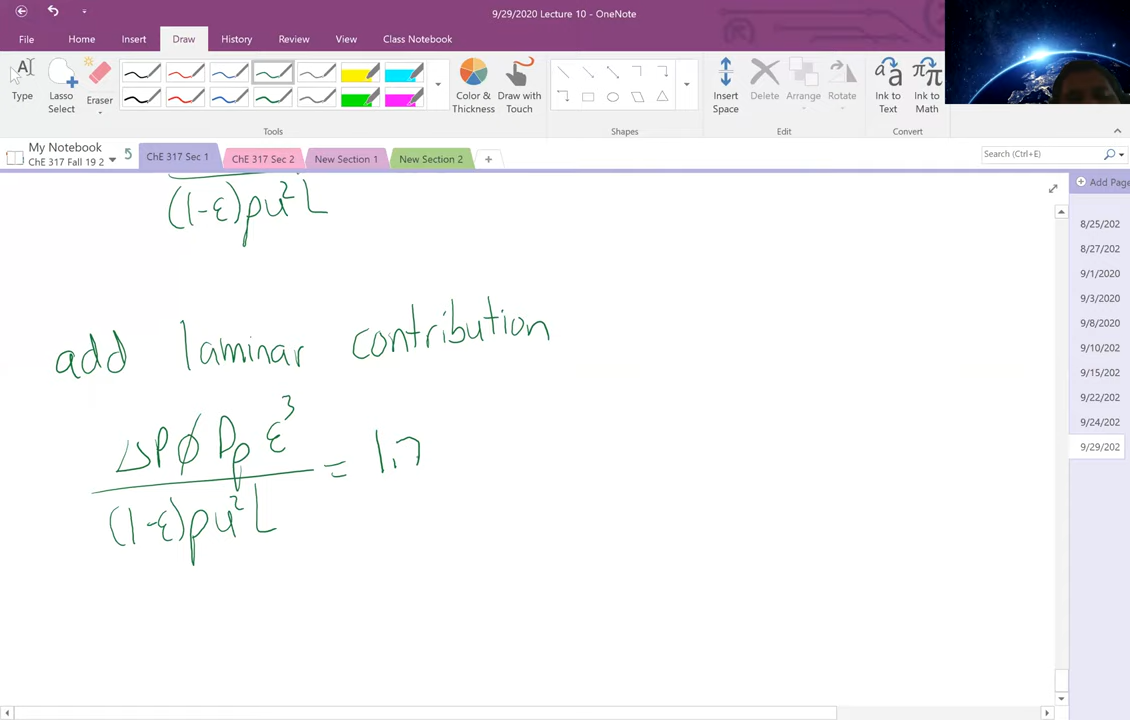 9/29/2020 Lecture 10 - OneNote
File Home Insert Draw History Review View Class Notebook
Type Lasso Select Eraser Color & Thickness Draw with Touch Insert Space Delete Arrange Rotate Ink to Text Ink to Math
Tools Shapes Edit Convert
My Notebook
ChE 317 Fall 19 2
ChE 317 Sec 1 ChE 317 Sec 2 New Section 1 New Section 2 +
Search (Ctrl+E)
Add Page
8/25/202
8/27/202
9/1/2020
9/3/2020
9/8/2020
9/10/202
9/15/202
9/22/202
9/24/202
9/29/202
(1-ε)ρu²L
add laminar contribution
ΔPϕDpε³
= 1.7
(1-ε)ρu²L